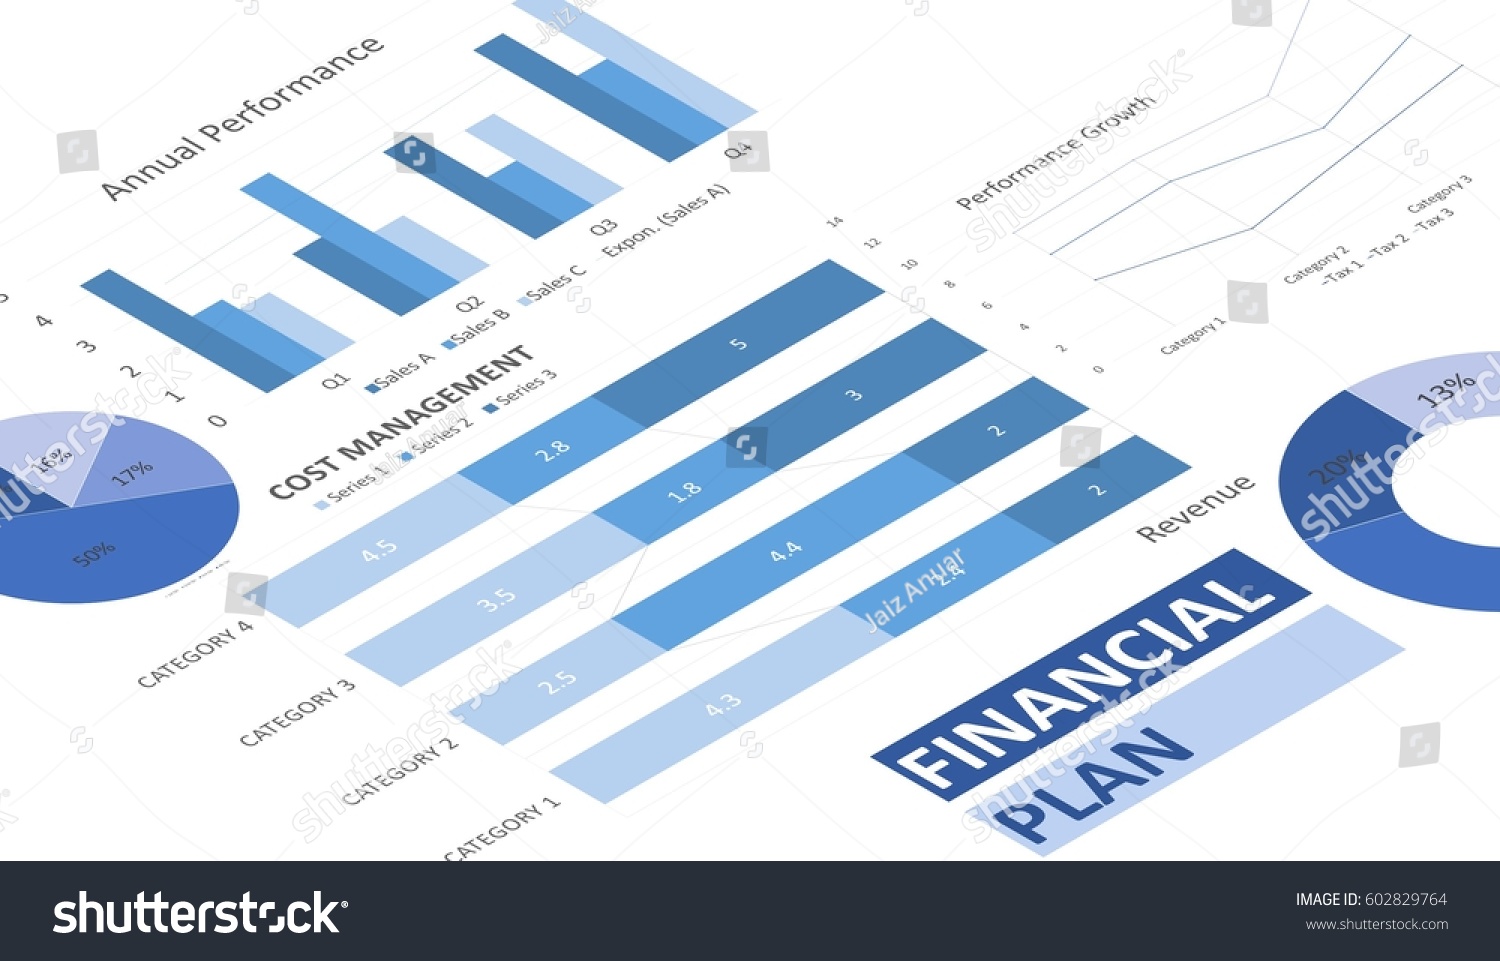 Annual Performance
5
4
3
2
1
0
Q1
Q2
Q3
Q4
Sales A
Sales B
Sales C
Expon. (Sales A)
16%
17%
50%
COST MANAGEMENT
Series 1
Series 2
Series 3
CATEGORY 4
4.5
2.8
5
CATEGORY 3
3.5
1.8
3
CATEGORY 2
2.5
4.4
2
CATEGORY 1
4.3
2.4
2
14
12
10
8
6
4
2
0
Performance Growth
Category 1
Category 2
Category 3
Tax 1
Tax 2
Tax 3
Revenue
13%
20%
FINANCIAL
PLAN
shutterstock
Jaiz Anuar
shutterstock
IMAGE ID: 602829764
www.shutterstock.com